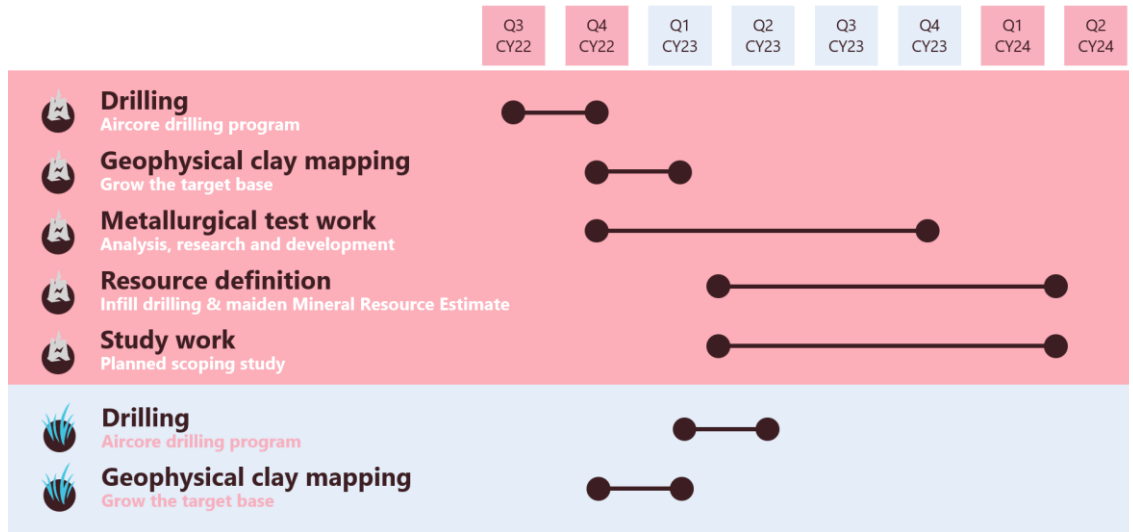 Q3 Q4 Q1 Q2 Q3 Q4 Q1 Q2
CY22 CY22 CY23 CY23 CY23 CY23 CY24 CY24
Drilling
Aircore drilling program
Geophysical clay mapping
Grow the target base
Metallurgical test work
Analysis, research and development
Resource definition
Infill drilling & maiden Mineral Resource Estimate
Study work
Planned scoping study
Drilling
Aircore drilling program
Geophysical clay mapping
Grow the target base